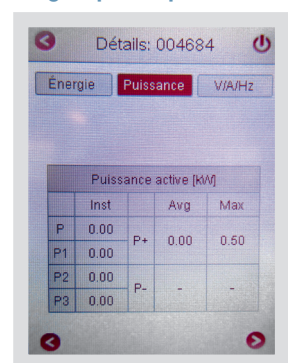 Détails: 004684
Énergie Puissance V/A/Hz
Puissance active [kW]
Inst Avg Max
P 0.00
P+ 0.00 0.50
P1 0.00
P2 0.00
P- - -
P3 0.00